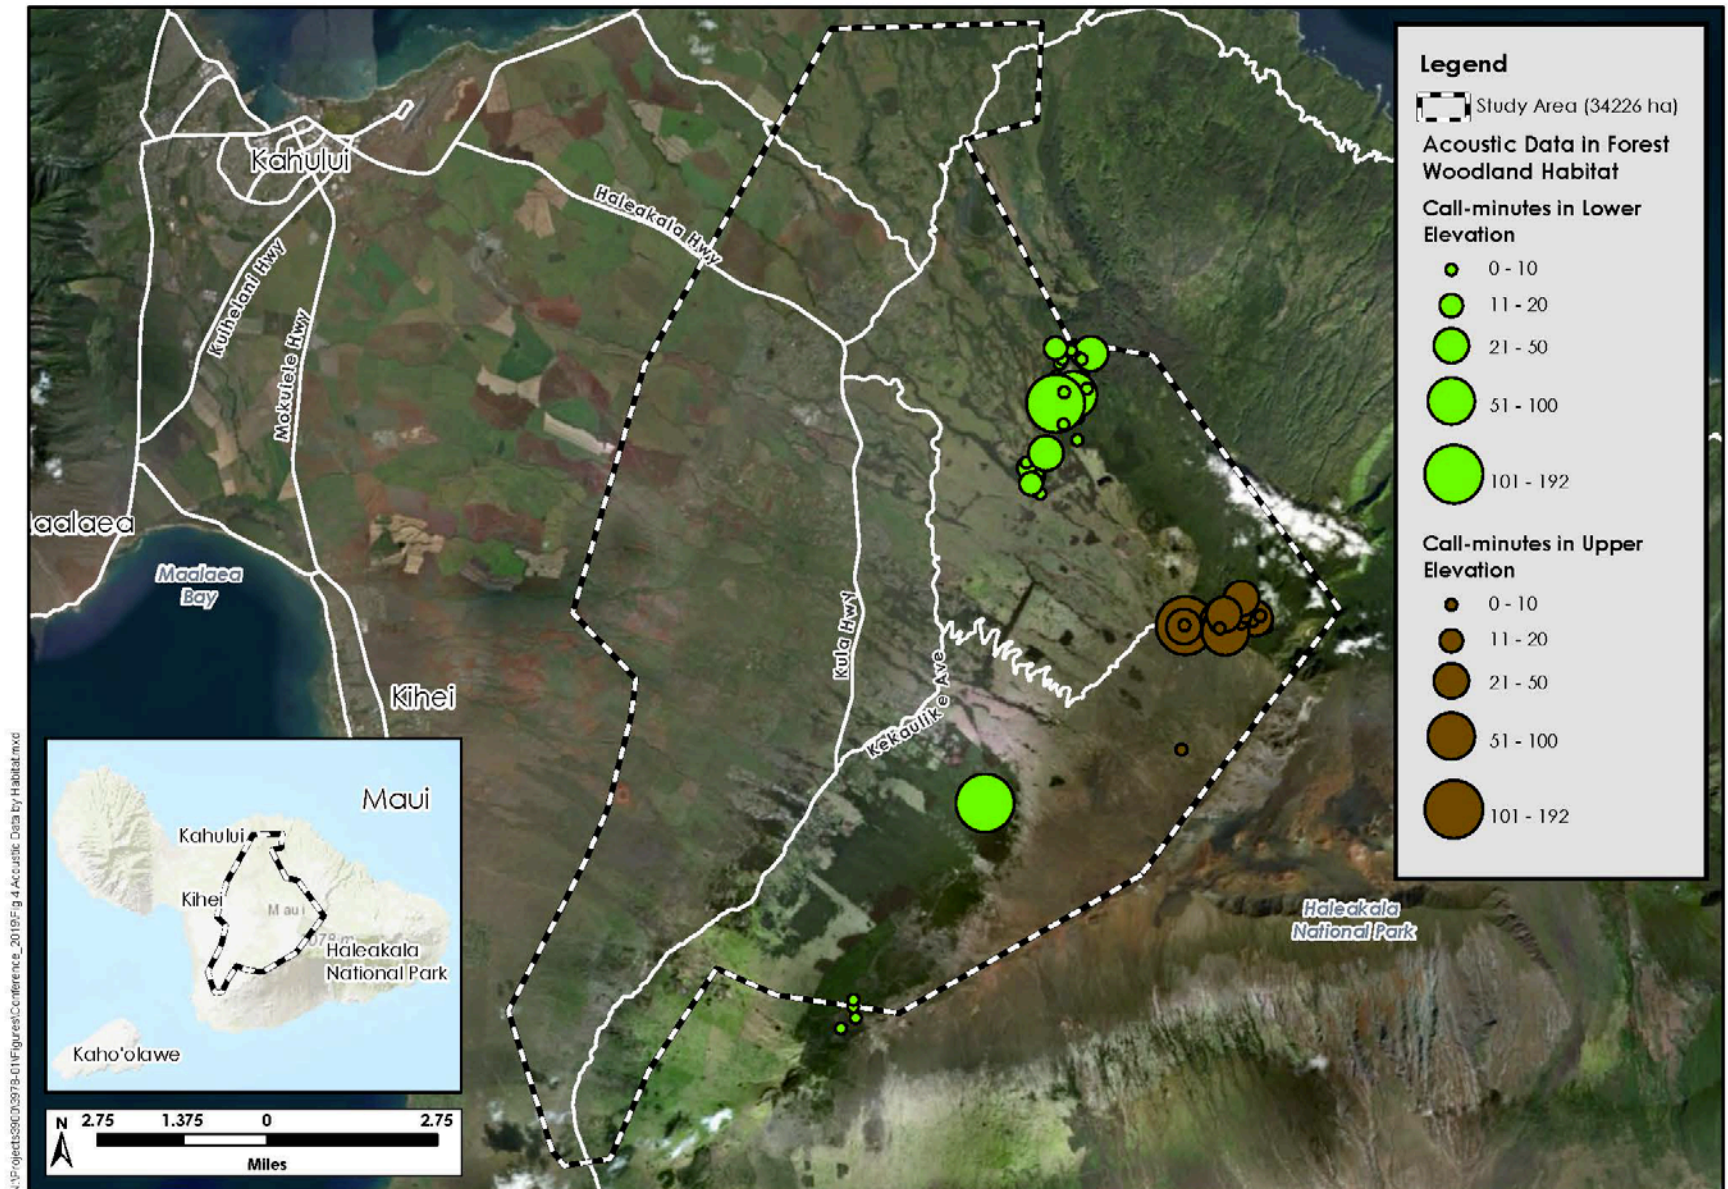 Kahului
Haleakala Hwy
Kuihelani Hwy
Mokulele Hwy
aalaea
Maalaea
Bay
Kihei
Kula Hwy
Kekaulike Ave
Haleakala
National Park
Legend
Study Area (34226 ha)
Acoustic Data in Forest
Woodland Habitat
Call-minutes in Lower
Elevation
0 - 10
11 - 20
21 - 50
51 - 100
101 - 192
Call-minutes in Upper
Elevation
0 - 10
11 - 20
21 - 50
51 - 100
101 - 192
Maui
Kahului
Kihei
Maui
Haleakala
National Park
Kaho'olawe
N
2.75 1.375 0 2.75
Miles